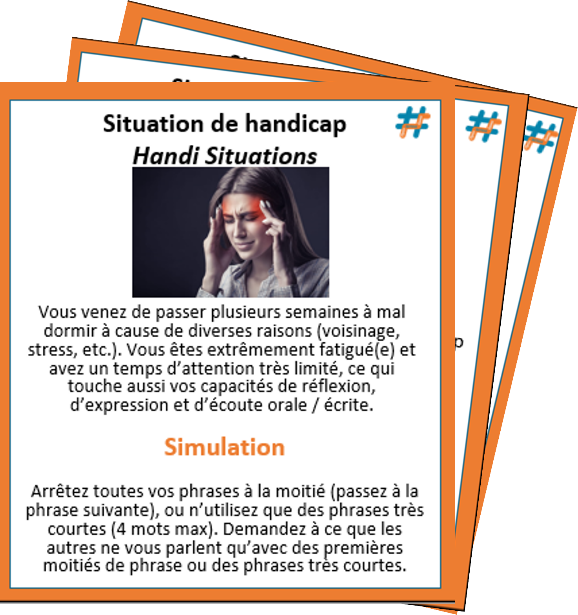 Situation de handicap
Handi Situations
Vous venez de passer plusieurs semaines à mal
dormir à cause de diverses raisons (voisinage,
stress, etc.). Vous êtes extrêmement fatigué(e) et
avez un temps d’attention très limité, ce qui
touche aussi vos capacités de réflexion,
d’expression et d’écoute orale / écrite.
Simulation
Arrêtez toutes vos phrases à la moitié (passez à la
phrase suivante), ou n’utilisez que des phrases très
courtes (4 mots max). Demandez à ce que les
autres ne vous parlent qu’avec des premières
moitiés de phrase ou des phrases très courtes.